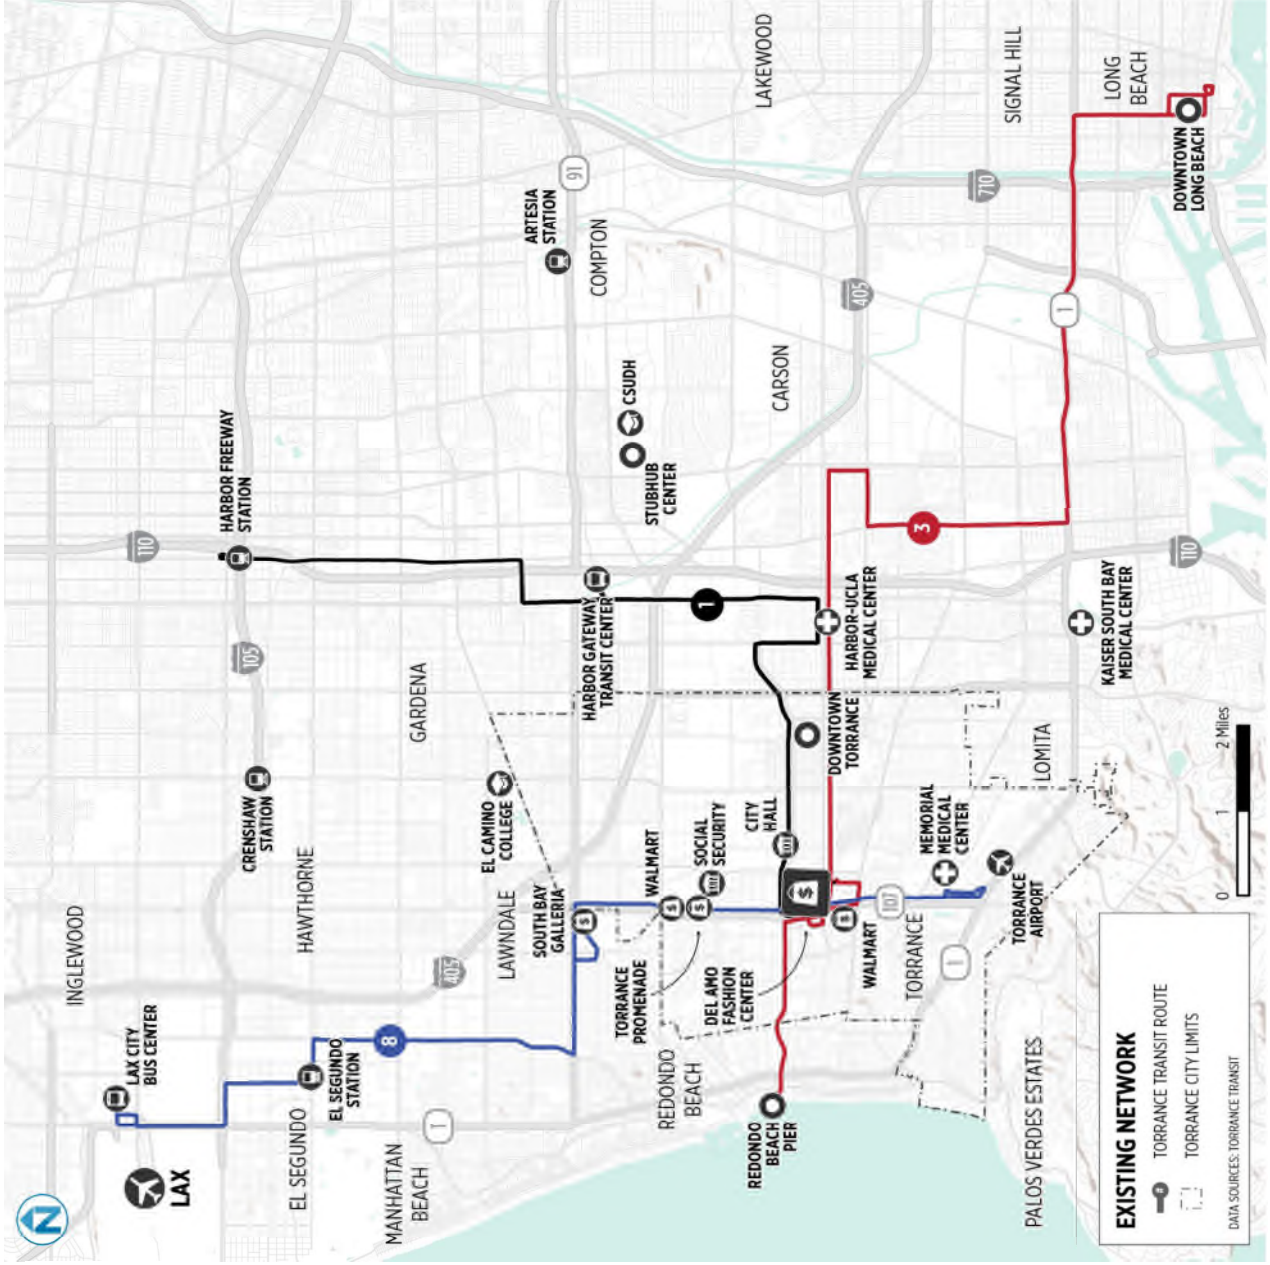 N
INGLEWOOD
LAX CITY
BUS CENTER
110
LAX
HARBOR FREEWAY
STATION
105
CRENSHAW
STATION
EL SEGUNDO
HAWTHORNE
EL SEGUNDO
STATION
8
MANHATTAN
BEACH
GARDENA
1
405
EL CAMINO
COLLEGE
LAWNDALE
SOUTH BAY
GALLERIA
ARTESIA
STATION
91
COMPTON
HARBOR GATEWAY
TRANSIT CENTER
CSUDH
STUBHUB
CENTER
TORRANCE
PROMENADE
WALMART
REDONDO
BEACH
SOCIAL
SECURITY
1
DEL AMO
FASHION
CENTER
CITY
HALL
REDONDO
BEACH
PIER
LAKEWOOD
CARSON
$
DOWNTOWN
TORRANCE
HARBOR-UCLA
MEDICAL CENTER
405
WALMART
107
TORRANCE
3
MEMORIAL
MEDICAL
CENTER
1
710
SIGNAL HILL
TORRANCE
AIRPORT
PALOS VERDES ESTATES
LOMITA
1
KAISER SOUTH BAY
MEDICAL CENTER
LONG
BEACH
110
DOWNTOWN
LONG BEACH
EXISTING NETWORK
#
TORRANCE TRANSIT ROUTE
TORRANCE CITY LIMITS
DATA SOURCES: TORRANCE TRANSIT
0 1 2 Miles